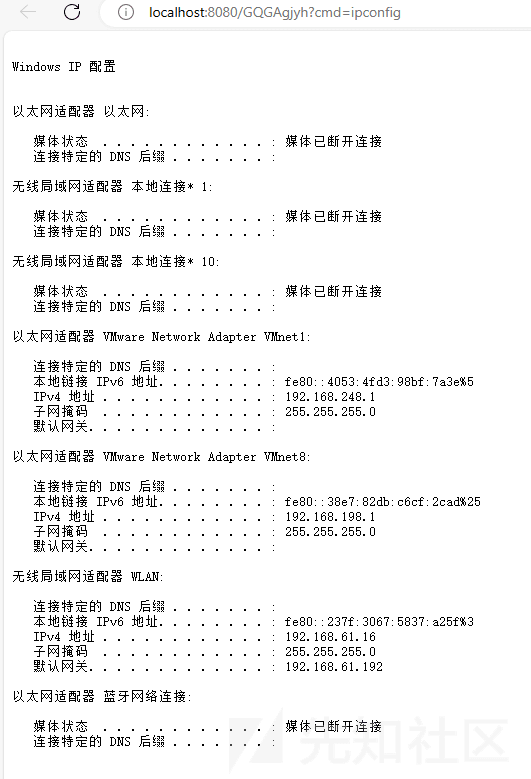 localhost:8080/GQGAgjyh?cmd=ipconfig
Windows IP 配置
以太网适配器 以太网:
媒体状态 . . . . . . . . . . . . : 媒体已断开连接
连接特定的 DNS 后缀 . . . . . . . :
无线局域网适配器 本地连接* 1:
媒体状态 . . . . . . . . . . . . : 媒体已断开连接
连接特定的 DNS 后缀 . . . . . . . :
无线局域网适配器 本地连接* 10:
媒体状态 . . . . . . . . . . . . : 媒体已断开连接
连接特定的 DNS 后缀 . . . . . . . :
以太网适配器 VMware Network Adapter VMnet1:
连接特定的 DNS 后缀 . . . . . . . :
本地链接 IPv6 地址. . . . . . . . : fe80::4053:4fd3:98bf:7a3e%5
IPv4 地址 . . . . . . . . . . . . : 192.168.248.1
子网掩码 . . . . . . . . . . . . : 255.255.255.0
默认网关. . . . . . . . . . . . . :
以太网适配器 VMware Network Adapter VMnet8:
连接特定的 DNS 后缀 . . . . . . . :
本地链接 IPv6 地址. . . . . . . . : fe80::38e7:82db:c6cf:2cad%25
IPv4 地址 . . . . . . . . . . . . : 192.168.198.1
子网掩码 . . . . . . . . . . . . : 255.255.255.0
默认网关. . . . . . . . . . . . . :
无线局域网适配器 WLAN:
连接特定的 DNS 后缀 . . . . . . . :
本地链接 IPv6 地址. . . . . . . . : fe80::237f:3067:5837:a25f%3
IPv4 地址 . . . . . . . . . . . . : 192.168.61.16
子网掩码 . . . . . . . . . . . . : 255.255.255.0
默认网关. . . . . . . . . . . . . : 192.168.61.192
以太网适配器 蓝牙网络连接:
媒体状态 . . . . . . . . . . . . : 媒体已断开连接
连接特定的 DNS 后缀 . . . . . . . :
先知社区